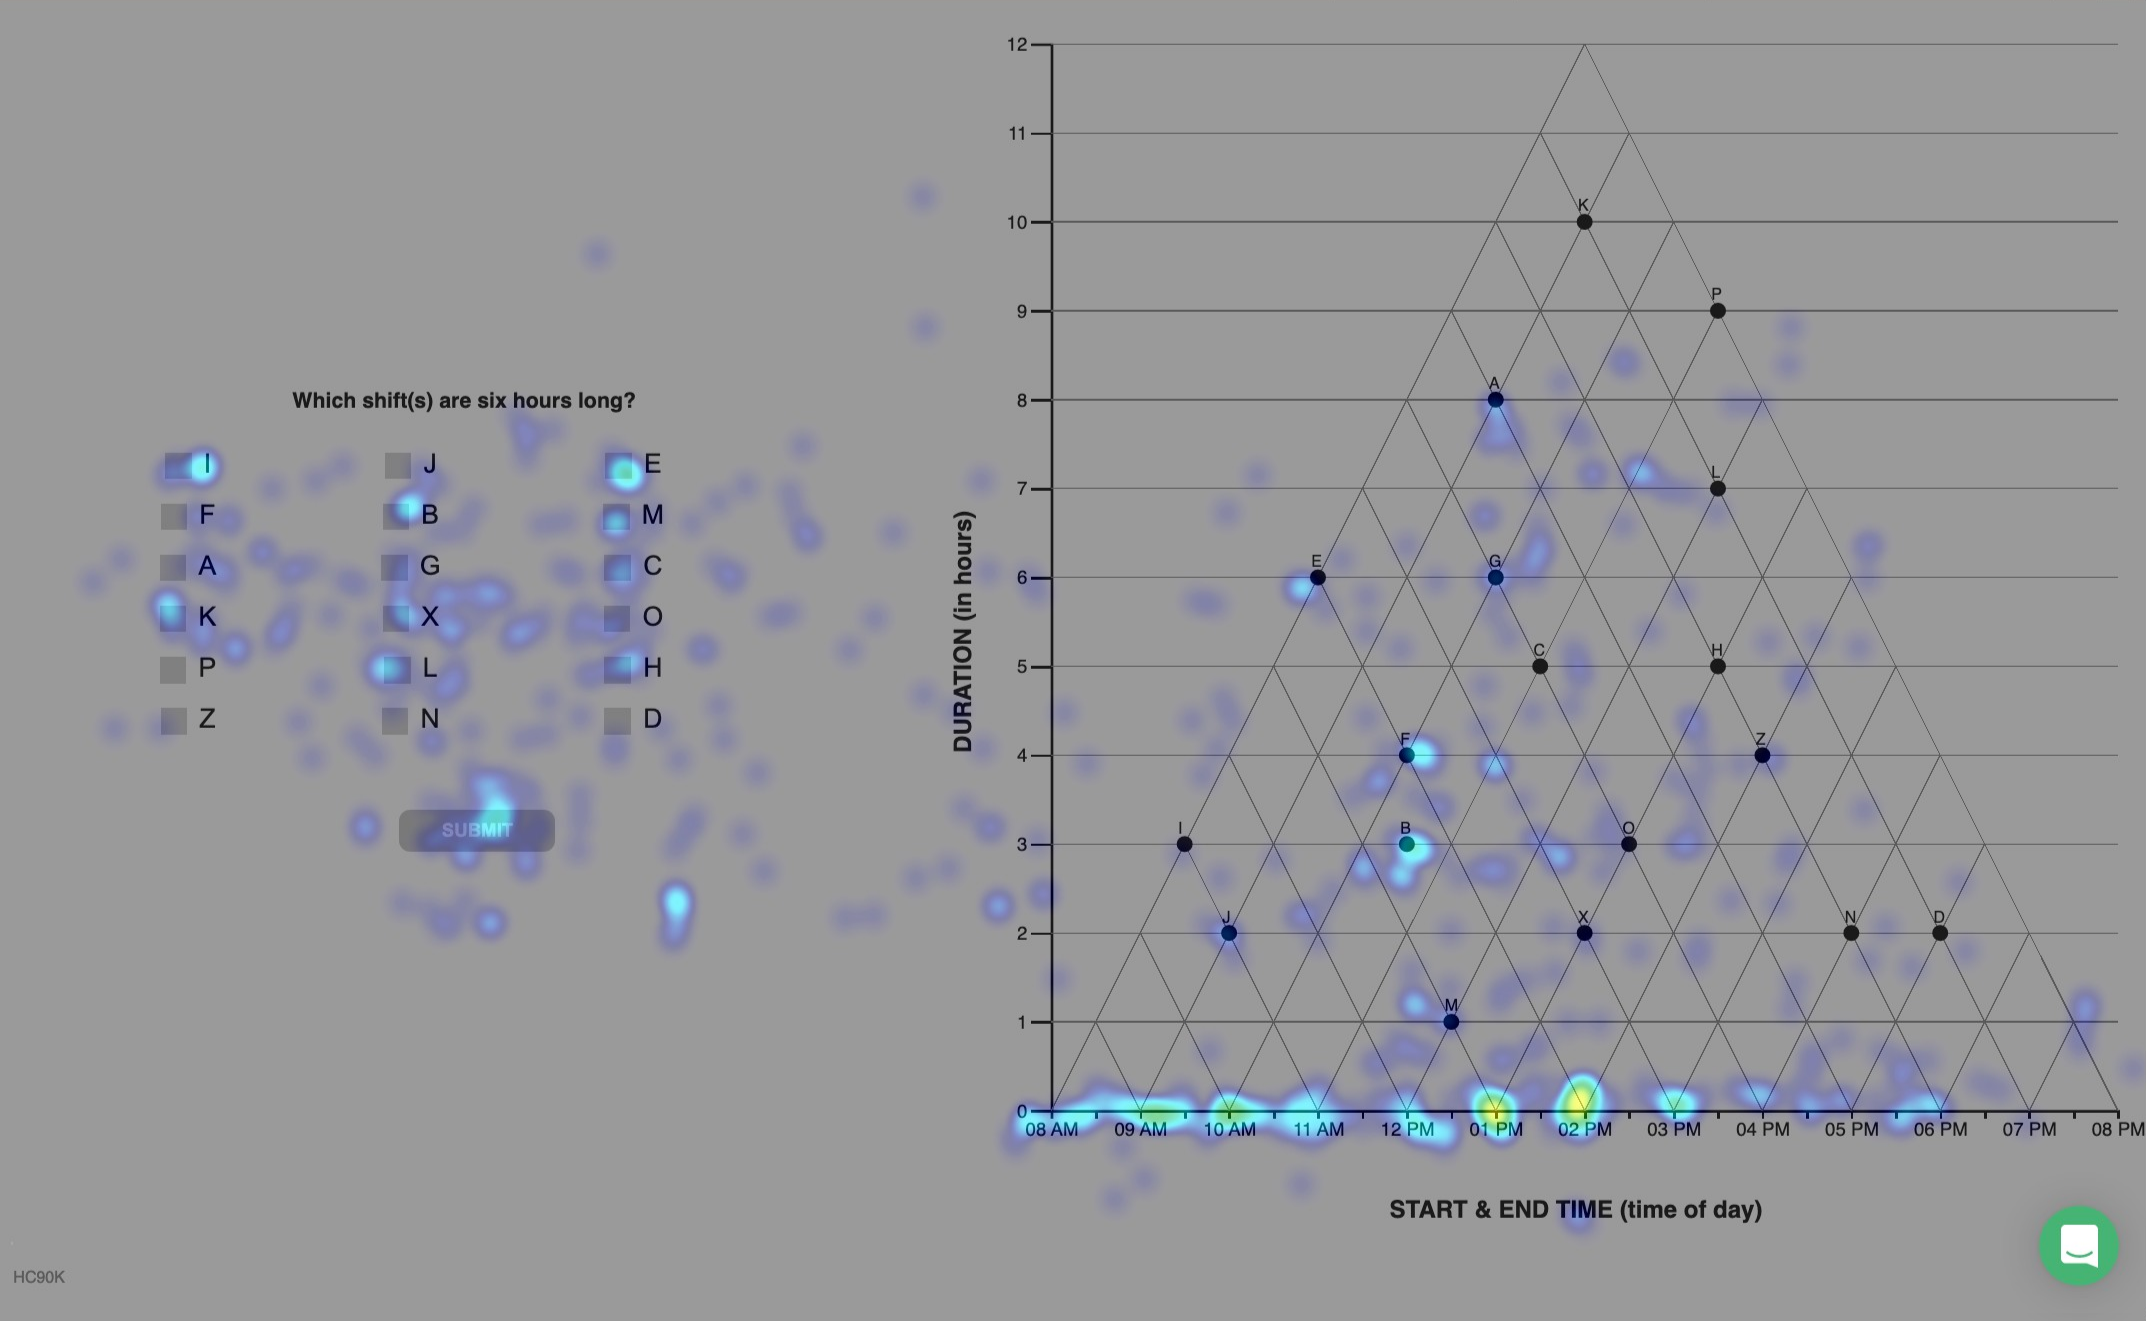 Which shift(s) are six hours long?
I J E
F B M
A G C
K X O
P L H
Z N D
SUBMIT
HC90K
DURATION (in hours)
12
11
10
9
8
7
6
5
4
3
2
1
0
K
P
A
L
E G
C H
F Z
I B O
J X N D
M
08 AM 09 AM 10 AM 11 AM 12 PM 01 PM 02 PM 03 PM 04 PM 05 PM 06 PM 07 PM 08 PM
START & END TIME (time of day)